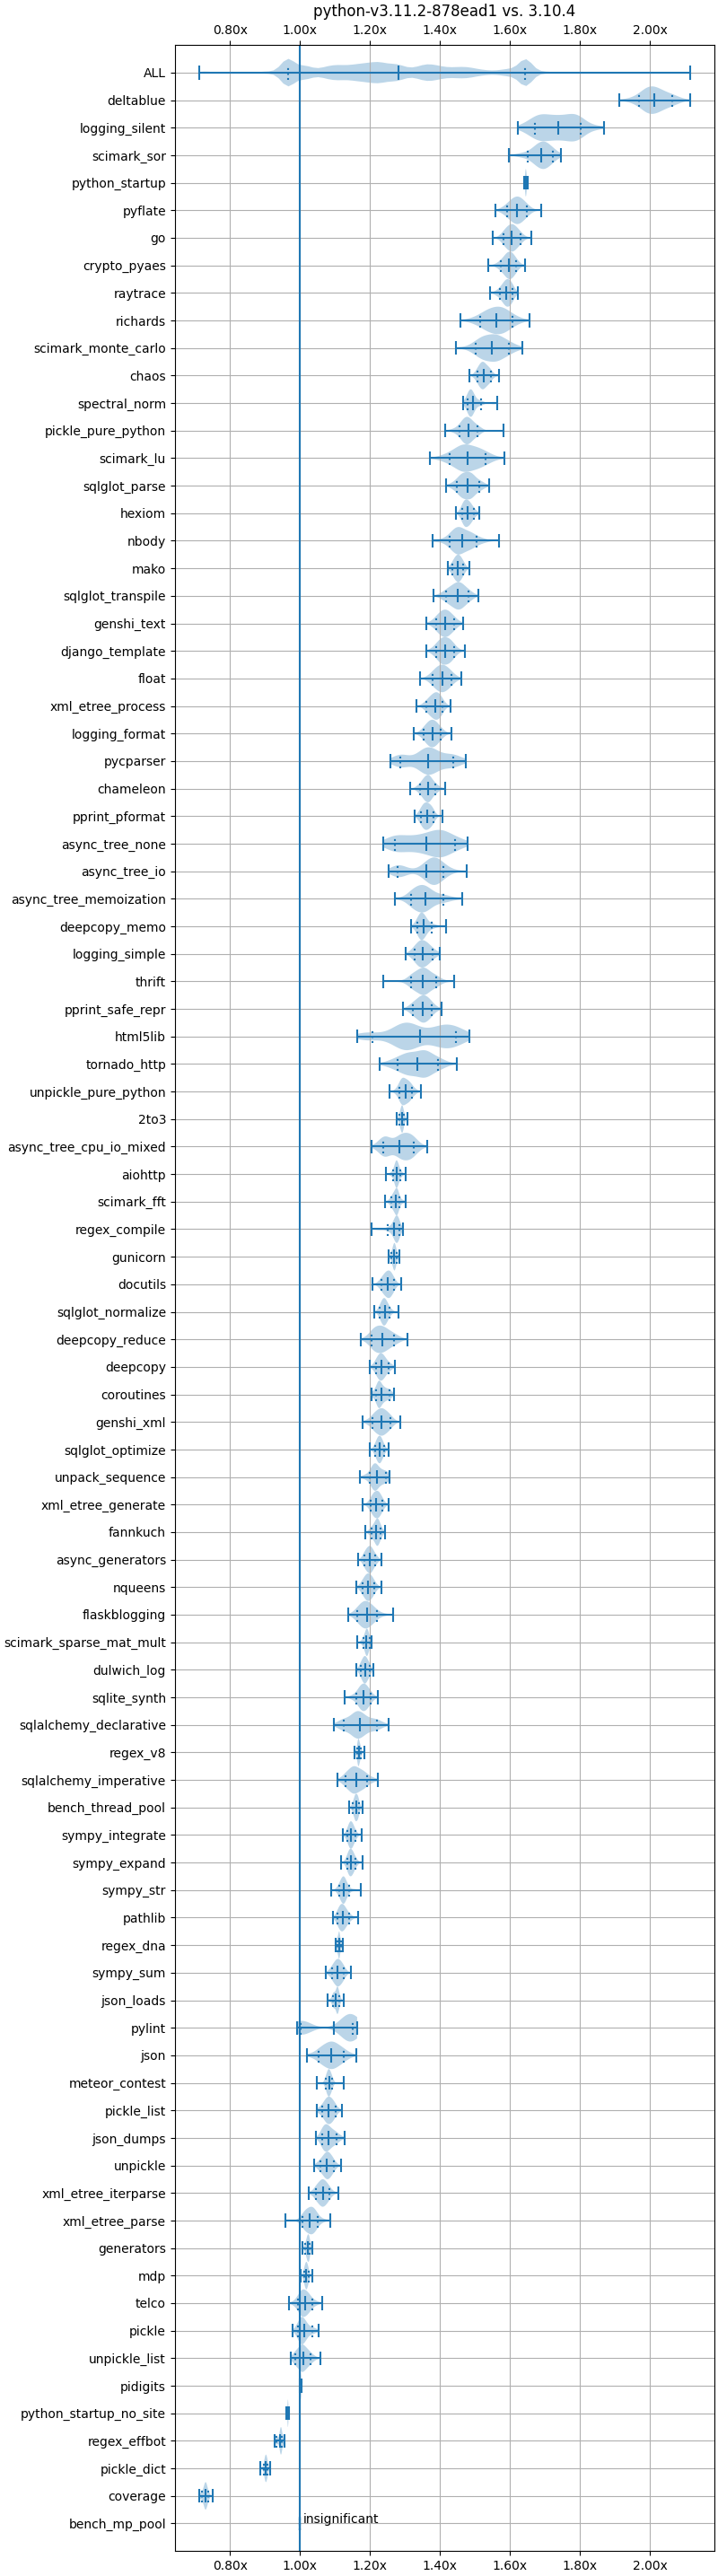 python-v3.11.2-878ead1 vs. 3.10.4
0.80x 1.00x 1.20x 1.40x 1.60x 1.80x 2.00x
ALL
deltablue
logging_silent
scimark_sor
python_startup
pyflate
go
crypto_pyaes
raytrace
richards
scimark_monte_carlo
chaos
spectral_norm
pickle_pure_python
scimark_lu
sqlglot_parse
hexiom
nbody
mako
sqlglot_transpile
genshi_text
django_template
float
xml_etree_process
logging_format
pycparser
chameleon
pprint_pformat
async_tree_none
async_tree_io
async_tree_memoization
deepcopy_memo
logging_simple
thrift
pprint_safe_repr
html5lib
tornado_http
unpickle_pure_python
2to3
async_tree_cpu_io_mixed
aiohttp
scimark_fft
regex_compile
gunicorn
docutils
sqlglot_normalize
deepcopy_reduce
deepcopy
coroutines
genshi_xml
sqlglot_optimize
unpack_sequence
xml_etree_generate
fannkuch
async_generators
nqueens
flaskblogging
scimark_sparse_mat_mult
dulwich_log
sqlite_synth
sqlalchemy_declarative
regex_v8
sqlalchemy_imperative
bench_thread_pool
sympy_integrate
sympy_expand
sympy_str
pathlib
regex_dna
sympy_sum
json_loads
pylint
json
meteor_contest
pickle_list
json_dumps
unpickle
xml_etree_iterparse
xml_etree_parse
generators
mdp
telco
pickle
unpickle_list
pidigits
python_startup_no_site
regex_effbot
pickle_dict
coverage
bench_mp_pool insignificant
0.80x 1.00x 1.20x 1.40x 1.60x 1.80x 2.00x